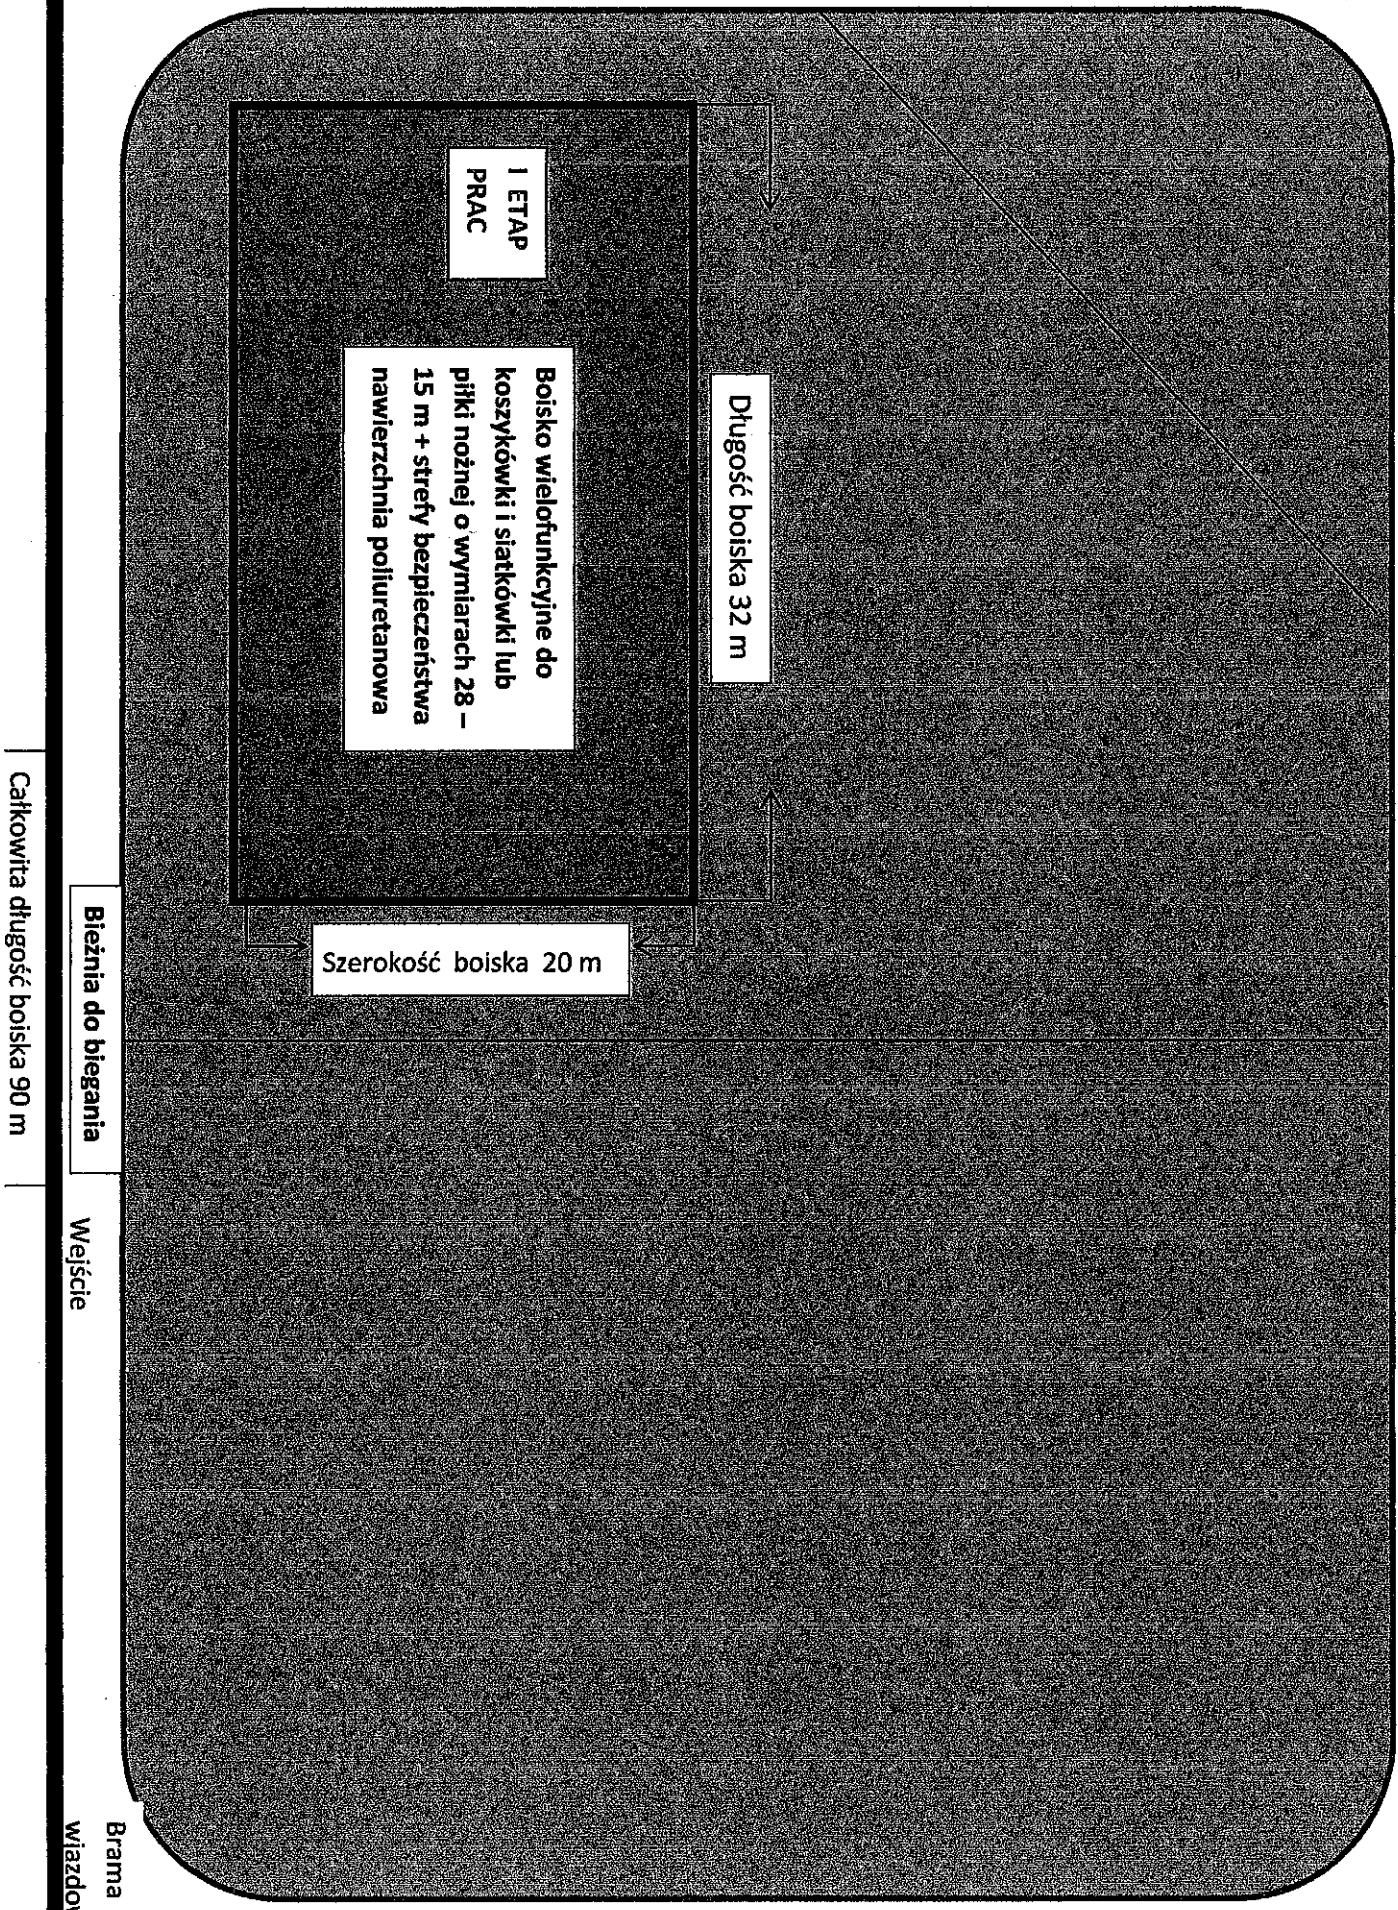 Długość boiska 32 m
I ETAP
PRAC
Boisko wielofunkcyjne do
koszykówki i siatkówki lub
piłki nożnej o wymiarach 28 –
15 m + strefy bezpieczeństwa
nawierzchnia poliuretanowa
Szerokość boiska 20 m
Bieżnia do biegania
Wejście
Brama
Całkowita długość boiska 90 m